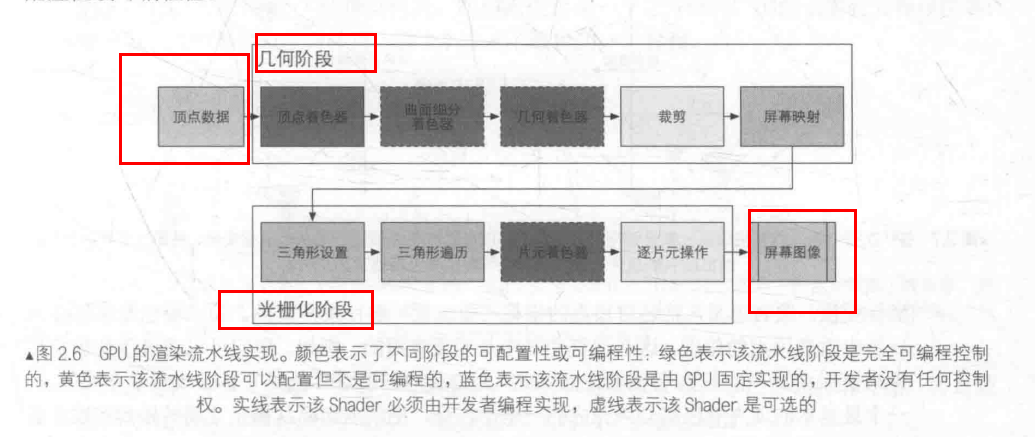 几何阶段
顶点数据
顶点着色器
曲面细分
着色器
几何着色器
裁剪
屏幕映射
三角形设置
三角形遍历
片元着色器
逐片元操作
屏幕图像
光栅化阶段
▲图 2.6 GPU 的渲染流水线实现。颜色表示了不同阶段的可配置性或可编程性：绿色表示该流水线阶段是完全可编程控制
的，黄色表示该流水线阶段可以配置但不是可编程的，蓝色表示该流水线阶段是由 GPU 固定实现的，开发者没有任何控制
权。实线表示该 Shader 必须由开发者编程实现，虚线表示该 Shader 是可选的